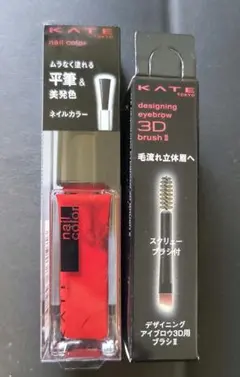 KATE
TOKYO
nail color
ムラなく塗れる
平筆&
美発色
ネイルカラー
nail
color
KATE
TOKYO
designing
eyebrow
3D
brushⅡ
毛流れ立体眉へ
スクリュー
ブラシ付
デザイニング
アイブロウ3D用
ブラシⅡ